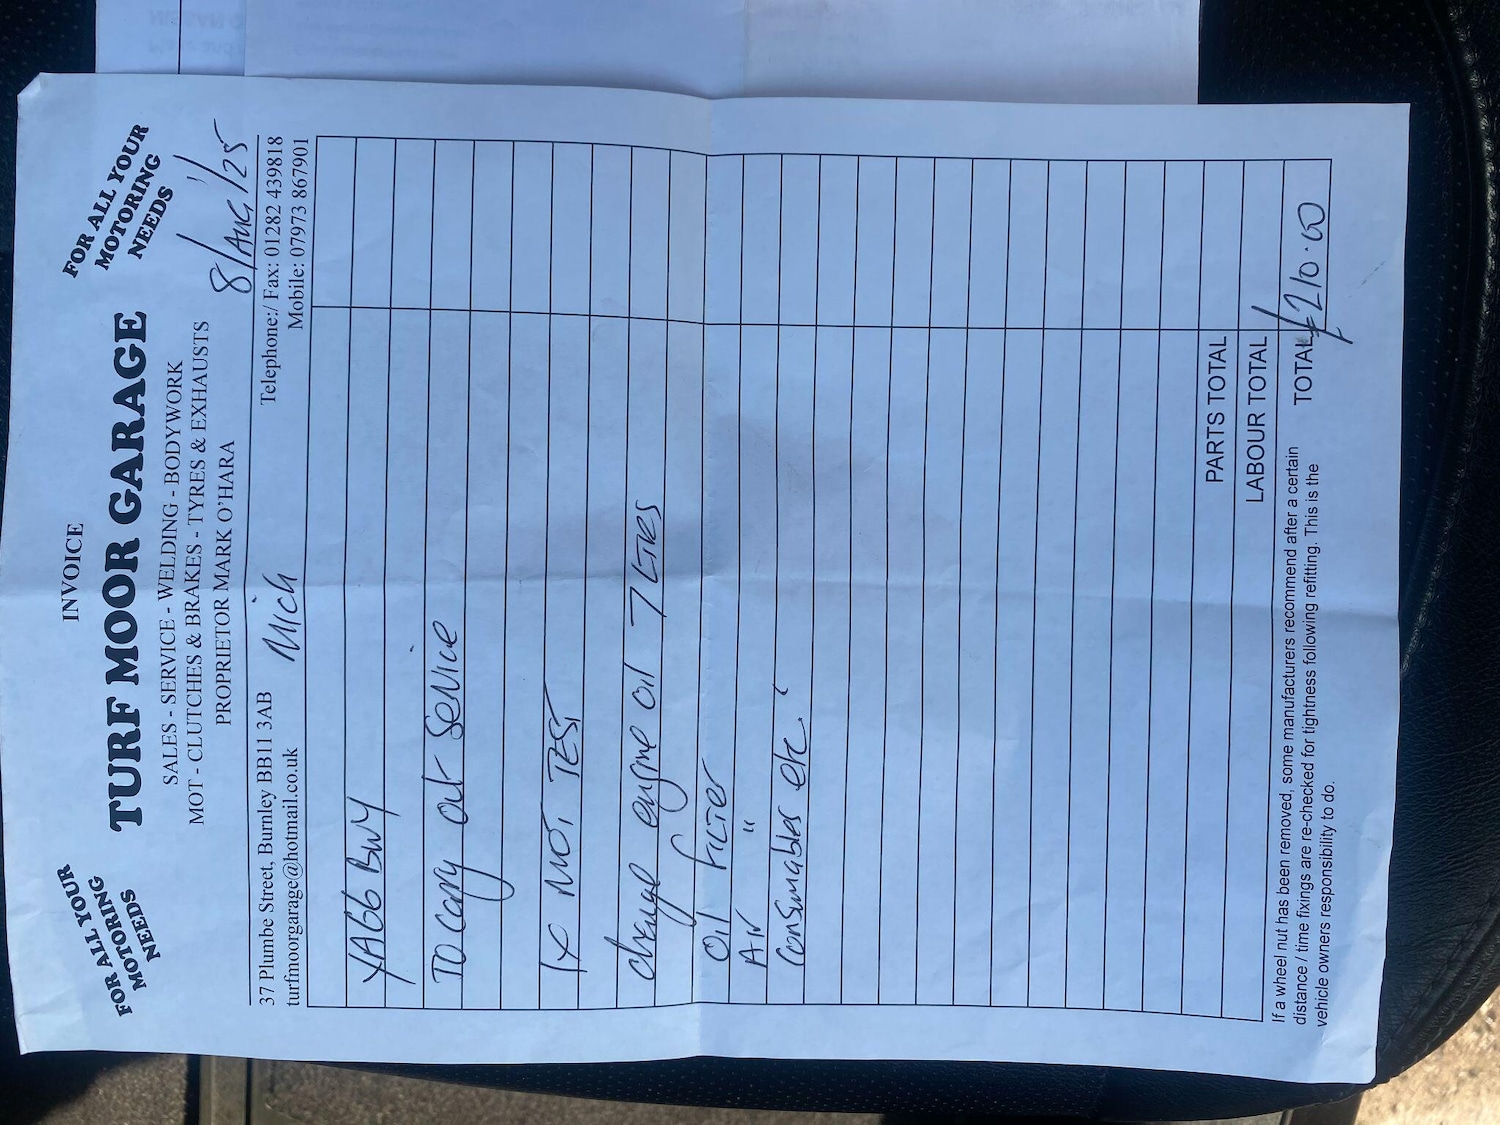 INVOICE
FOR ALL YOUR
MOTORING
NEEDS
TURF MOOR GARAGE
FOR ALL YOUR
MOTORING
NEEDS
SALES - SERVICE - WELDING - BODYWORK
MOT - CLUTCHES & BRAKES - TYRES & EXHAUSTS
PROPRIETOR MARK O'HARA
8/AUG/25
37 Plumbe Street, Burnley BB11 3AB
Telephone:/ Fax: 01282 439818
turfmoorgarage@hotmail.co.uk
Mich
Mobile: 07973 867901
YA66 BWY
TO carry out Service
1x MOT TEST
change engine oil 7 LTRS
OIL FILTER
Air "
Consumables etc.
PARTS TOTAL
LABOUR TOTAL
TOTAL £210.00
If a wheel nut has been removed, some manufacturers recommend after a certain
distance / time fixings are re-checked for tightness following refitting. This is the
vehicle owners responsibility to do.